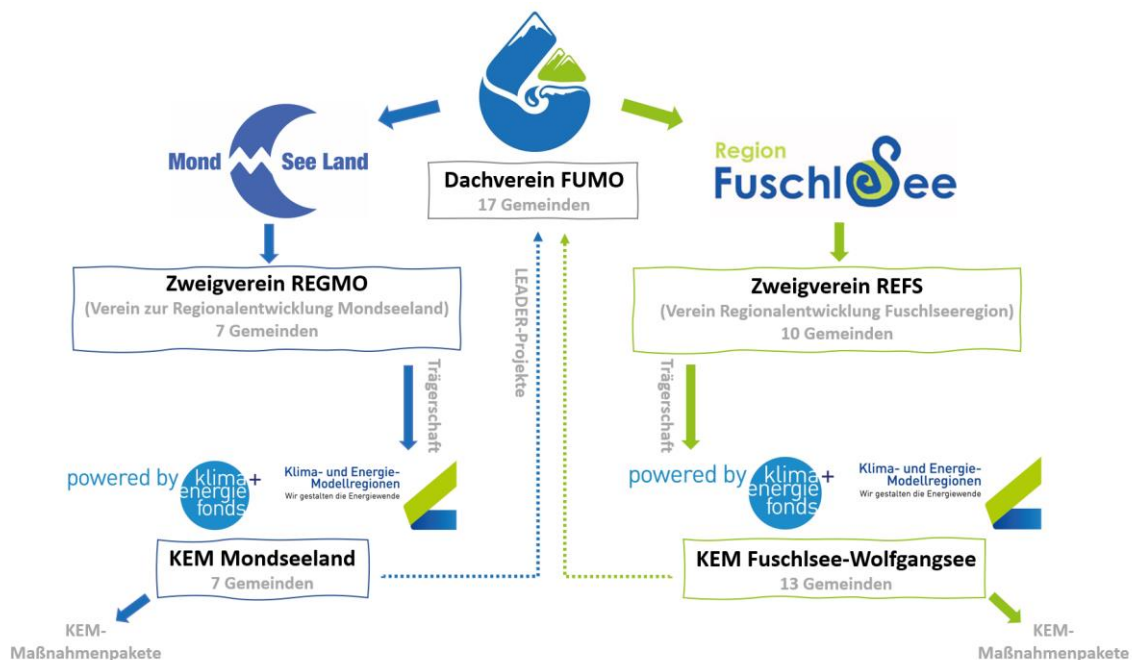 Mond See Land
Dachverein FUMO
17 Gemeinden
Region
FuschlSee
Zweigverein REGMO
(Verein zur Regionalentwicklung Mondseeland)
7 Gemeinden
Zweigverein REFS
(Verein Regionalentwicklung Fuschlseeregion)
10 Gemeinden
Trägerschaft
LEADER-Projekte
Trägerschaft
powered by klima+
energie
fonds
Klima- und Energie-
Modellregionen
Wir gestalten die Energiewende
powered by klima+
energie
fonds
Klima- und Energie-
Modellregionen
Wir gestalten die Energiewende
KEM Mondseeland
7 Gemeinden
KEM Fuschlsee-Wolfgangsee
13 Gemeinden
KEM-
Maßnahmenpakete
KEM-
Maßnahmenpakete